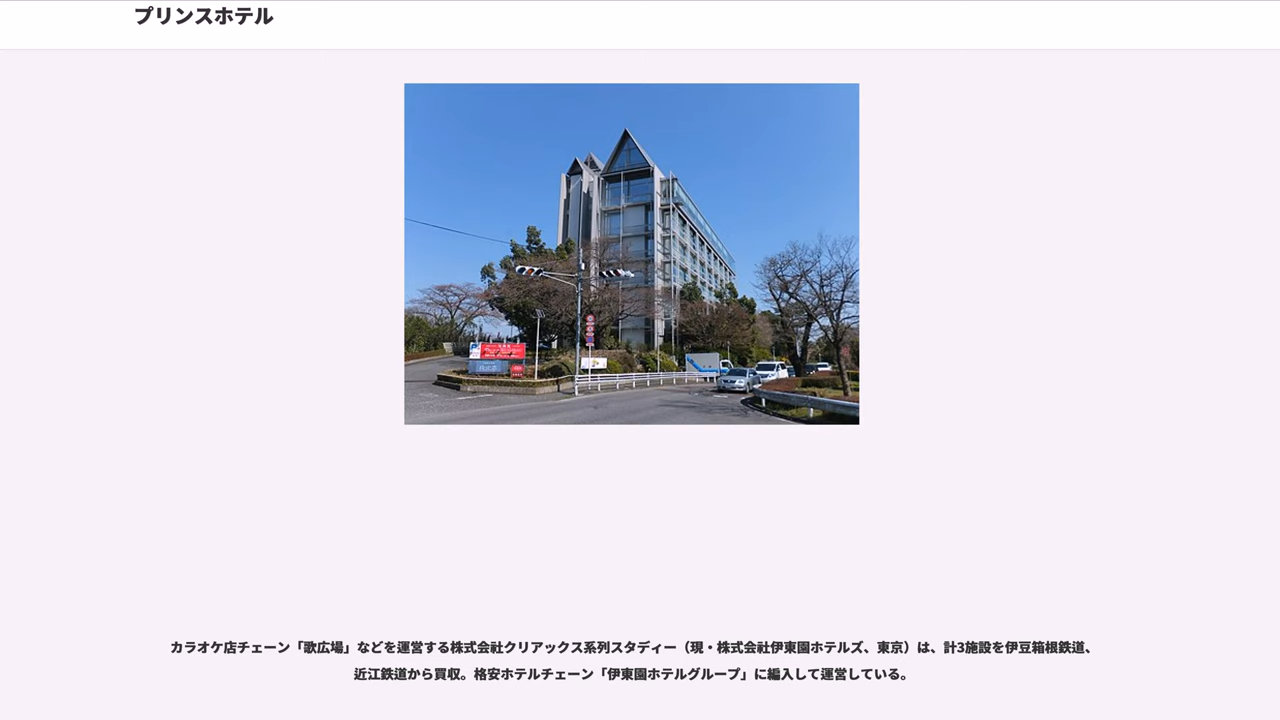 プリンスホテル
カラオケ店チェーン「歌広場」などを運営する株式会社クリアックス系列スタディー（現・株式会社伊東園ホテルズ、東京）は、計3施設を伊豆箱根鉄道、
近江鉄道から買収。格安ホテルチェーン「伊東園ホテルグループ」に編入して運営している。